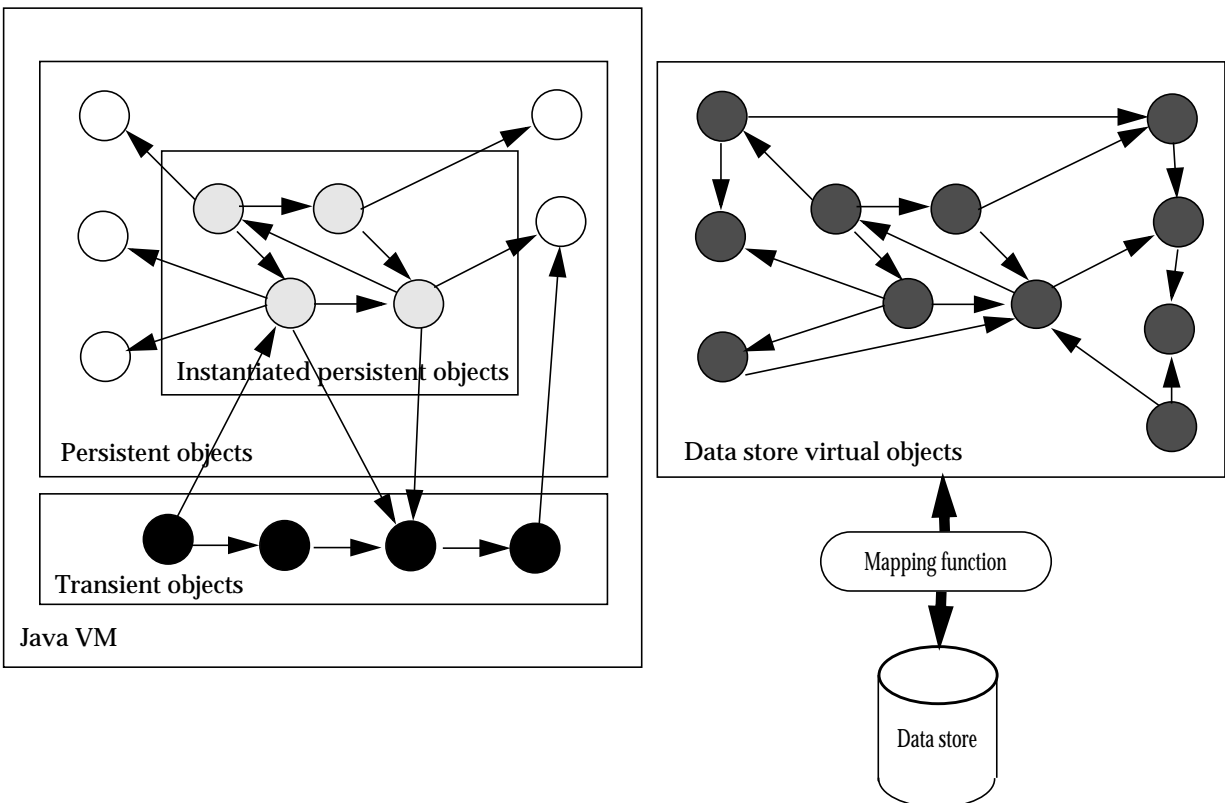 Instantiated persistent objects
Persistent objects
Transient objects
Java VM
Data store virtual objects
Mapping function
Data store